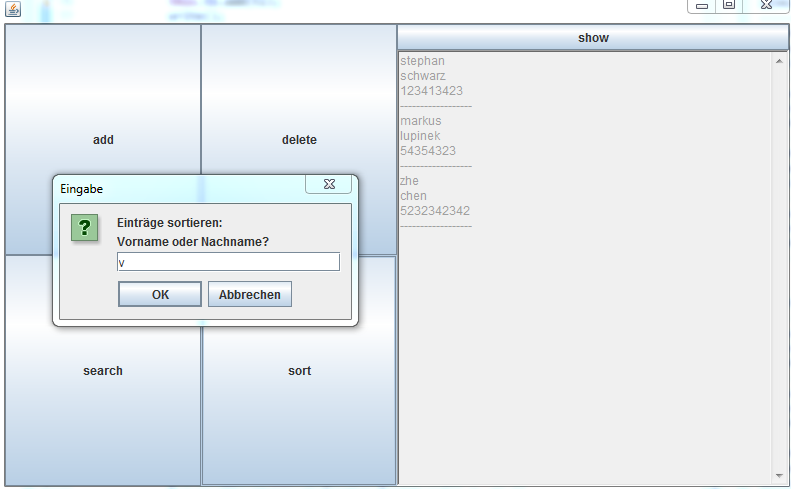 show
add
delete
stephan
schwarz
123413423
------------------
markus
lupinek
54354323
------------------
zhe
chen
5232342342
------------------
Eingabe
?
Einträge sortieren:
Vorname oder Nachname?
v
OK
Abbrechen
search
sort